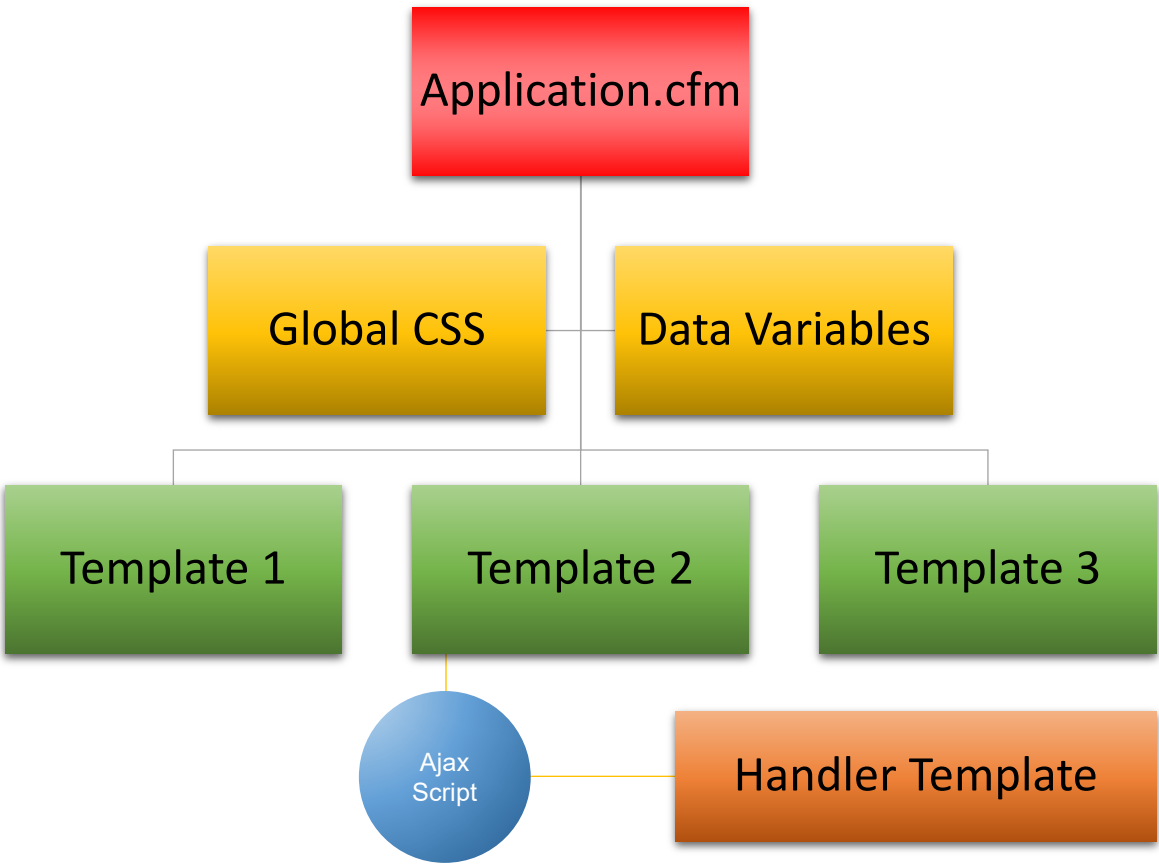 Application.cfm
Global CSS
Data Variables
Template 1
Template 2
Template 3
Ajax
Script
Handler Template